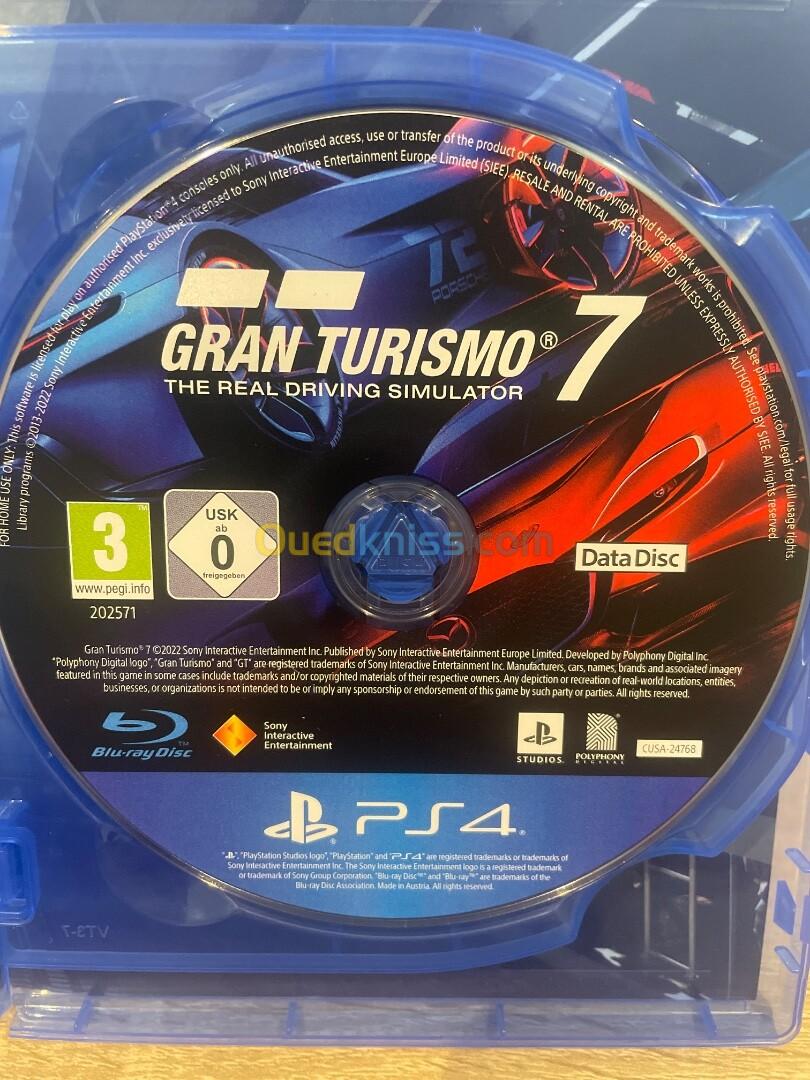 FOR HOME USE ONLY: This software is licensed for play on authorised PlayStation®4 consoles only. All unauthorised access, use or transfer of the product or its underlying copyright and trademark works is prohibited. See playstation.com/legal for full usage rights.
Library programs ©2013-2022 Sony Interactive Entertainment Inc. exclusively licensed to Sony Interactive Entertainment Europe Limited (SIEE). RESALE AND RENTAL ARE PROHIBITED UNLESS EXPRESSLY AUTHORISED BY SIEE. All rights reserved.
72
PORSCHE
GRAN TURISMO® 7
THE REAL DRIVING SIMULATOR
3™
www.pegi.info
202571
USK
ab
0
freigegeben
Ouedkniss.com
Data Disc
Gran Turismo® 7 ©2022 Sony Interactive Entertainment Inc. Published by Sony Interactive Entertainment Europe Limited. Developed by Polyphony Digital Inc.
"Polyphony Digital logo", "Gran Turismo" and "GT" are registered trademarks of Sony Interactive Entertainment Inc. Manufacturers, cars, names, brands and associated imagery
featured in this game in some cases include trademarks and/or copyrighted materials of their respective owners. Any depiction or recreation of real-world locations, entities,
businesses, or organizations is not intended to be or imply any sponsorship or endorsement of this game by such party or parties. All rights reserved.
Blu-ray Disc™
Sony
Interactive
Entertainment
STUDIOS
POLYPHONY®
DIGITAL
CUSA-24768
PS4
"PS", "PlayStation Studios logo", "PlayStation" and "PS4" are registered trademarks or trademarks of
Sony Interactive Entertainment Inc. The Sony Interactive Entertainment logo is a registered trademark
or trademark of Sony Group Corporation. "Blu-ray Disc™" and "Blu-ray™" are trademarks of the
Blu-ray Disc Association. Made in Austria. All rights reserved.
VT3-7